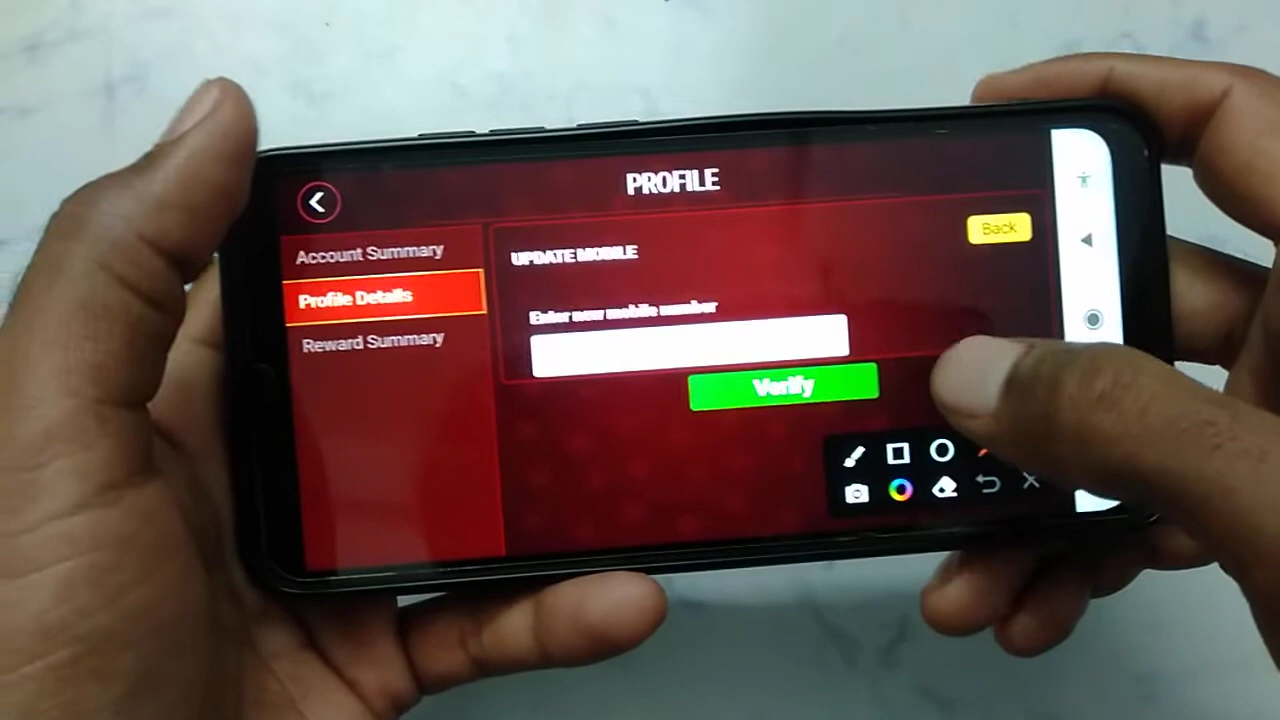 PROFILE
Back
Account Summary
UPDATE MOBILE
Profile Details
Enter new mobile number
Reward Summary
Verify